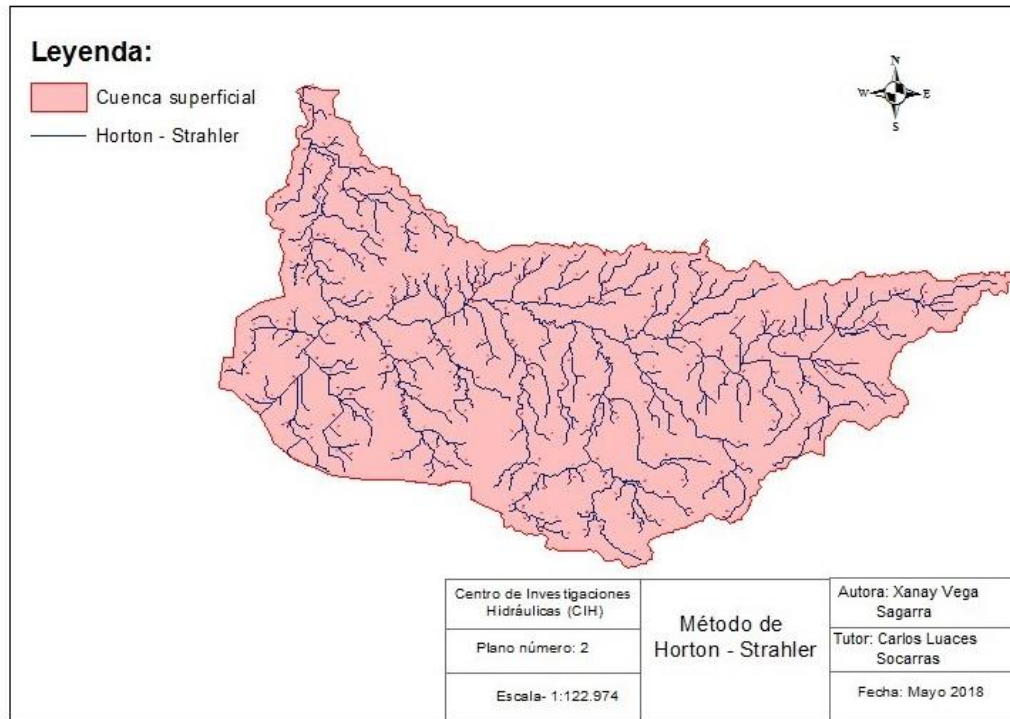 Leyenda:
Cuenca superficial
Horton - Strahler
N
W
E
S
Centro de Investigaciones
Hidráulicas (CIH)
Plano número: 2
Escala- 1:122.974
Método de
Horton - Strahler
Autora: Xanay Vega
Sagarra
Tutor: Carlos Luaces
Socarras
Fecha: Mayo 2018